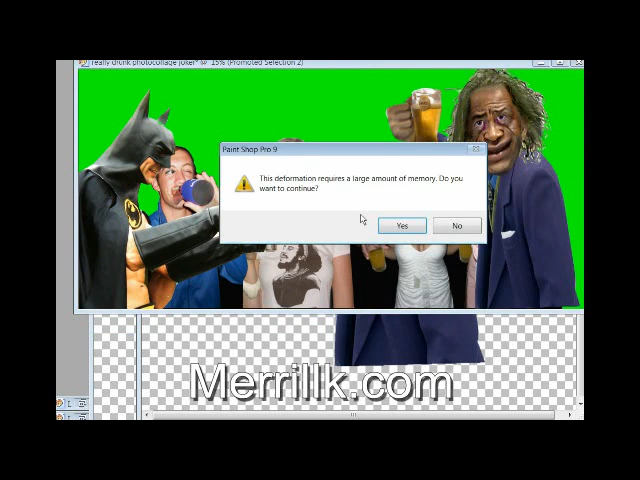 really drunk photocollage joker* @ 15% (Promoted Selection 2)
Paint Shop Pro 9
This deformation requires a large amount of memory. Do you
want to continue?
Yes
No
Merrillk.com